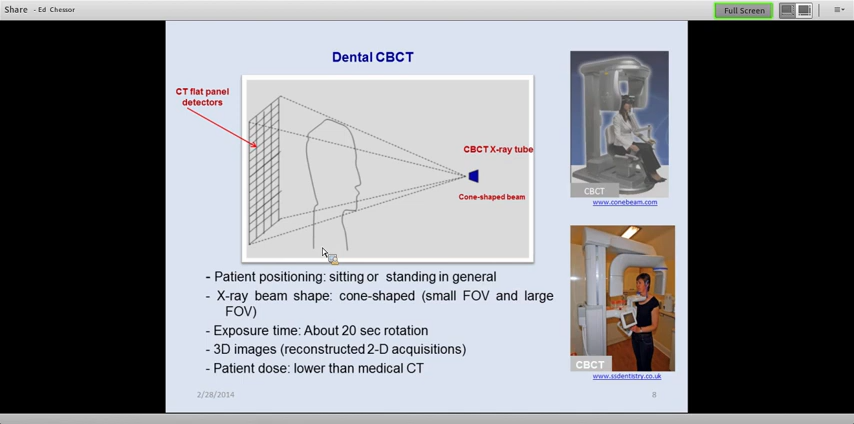 Share - Ed Chessor
Full Screen
Dental CBCT
CT flat panel
detectors
CBCT X-ray tube
Cone-shaped beam
CBCT
www.conebeam.com
- Patient positioning: sitting or standing in general
- X-ray beam shape: cone-shaped (small FOV and large
FOV)
- Exposure time: About 20 sec rotation
- 3D images (reconstructed 2-D acquisitions)
- Patient dose: lower than medical CT
CBCT
www.ssdentistry.co.uk
2/28/2014
8